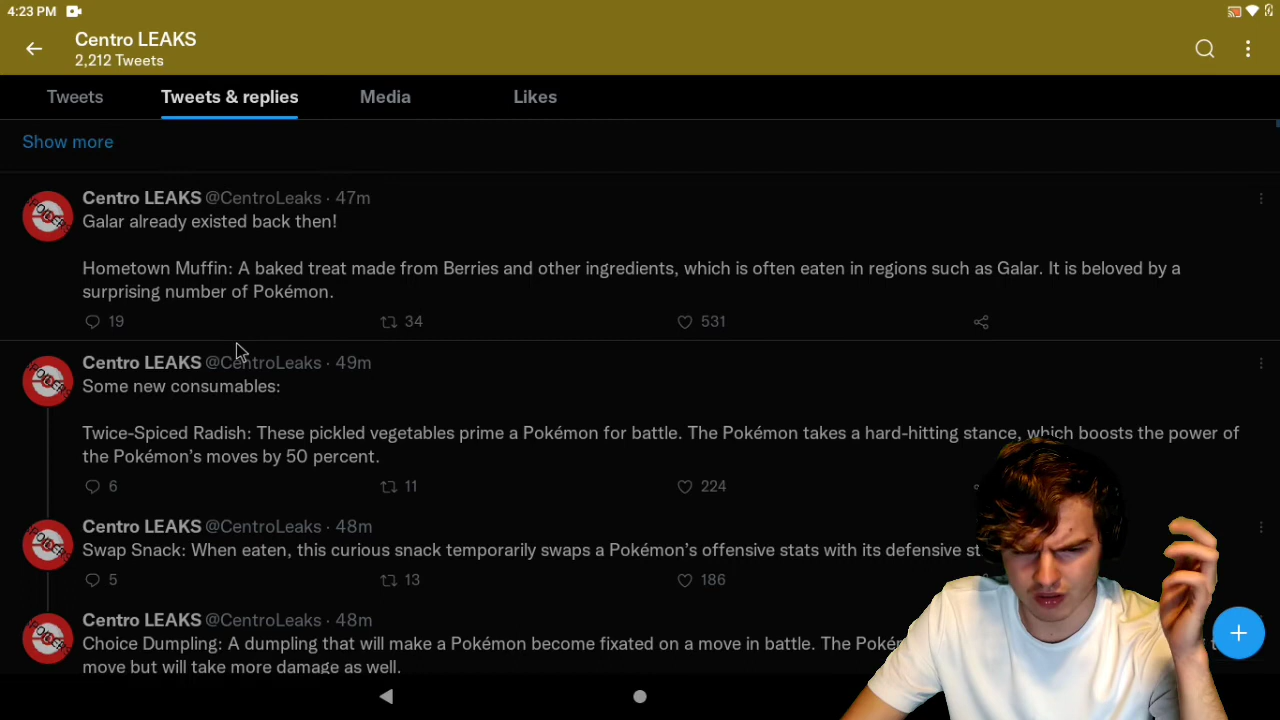 4:23 PM
Centro LEAKS
2,212 Tweets
Tweets
Tweets & replies
Media
Likes
Show more
Centro LEAKS @CentroLeaks · 47m
Galar already existed back then!
Hometown Muffin: A baked treat made from Berries and other ingredients, which is often eaten in regions such as Galar. It is beloved by a
surprising number of Pokémon.
19 34 531
Centro LEAKS @CentroLeaks · 49m
Some new consumables:
Twice-Spiced Radish: These pickled vegetables prime a Pokémon for battle. The Pokémon takes a hard-hitting stance, which boosts the power of
the Pokémon's moves by 50 percent.
6 11 224
Centro LEAKS @CentroLeaks · 48m
Swap Snack: When eaten, this curious snack temporarily swaps a Pokémon's offensive stats with its defensive
5 13 186
Centro LEAKS @CentroLeaks · 48m
Choice Dumpling: A dumpling that will make a Pokémon become fixated on a move in battle. The
move but will take more damage as well.